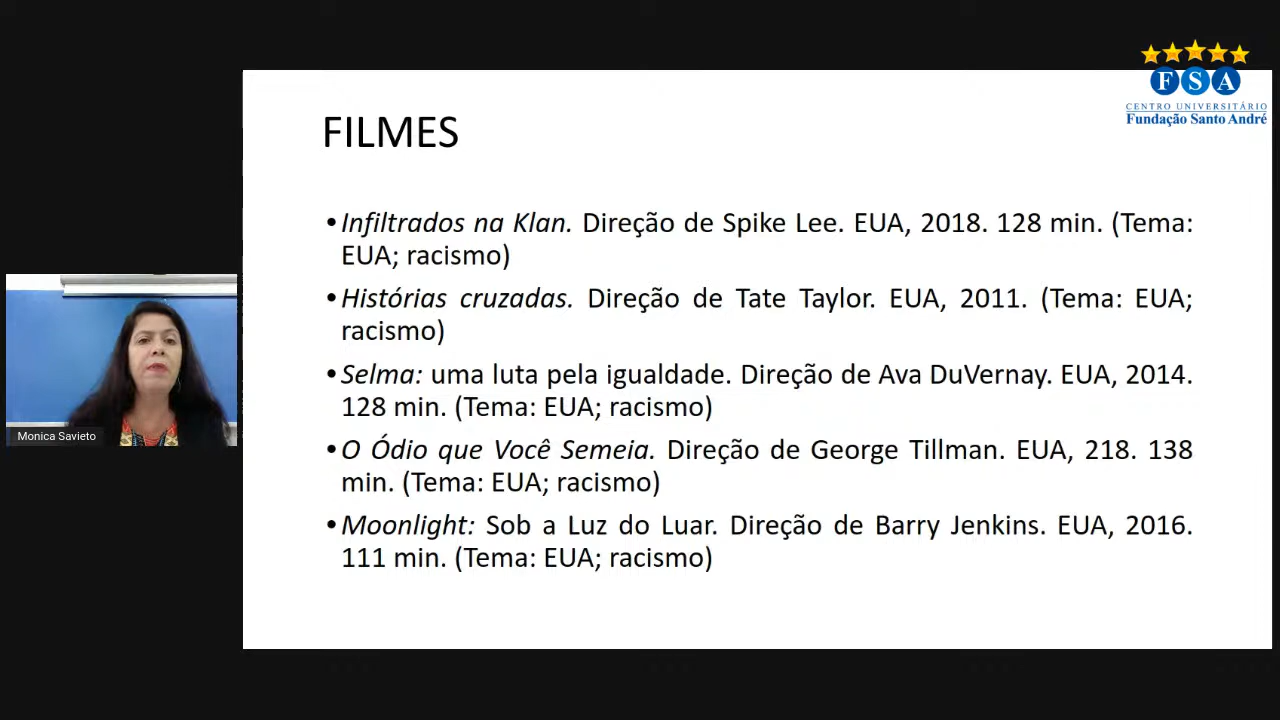 F S A
CENTRO UNIVERSITÁRIO
Fundação Santo André
FILMES
•Infiltrados na Klan. Direção de Spike Lee. EUA, 2018. 128 min. (Tema:
EUA; racismo)
•Histórias cruzadas. Direção de Tate Taylor. EUA, 2011. (Tema: EUA;
racismo)
•Selma: uma luta pela igualdade. Direção de Ava DuVernay. EUA, 2014.
128 min. (Tema: EUA; racismo)
•O Ódio que Você Semeia. Direção de George Tillman. EUA, 218. 138
min. (Tema: EUA; racismo)
•Moonlight: Sob a Luz do Luar. Direção de Barry Jenkins. EUA, 2016.
111 min. (Tema: EUA; racismo)
Monica Savieto